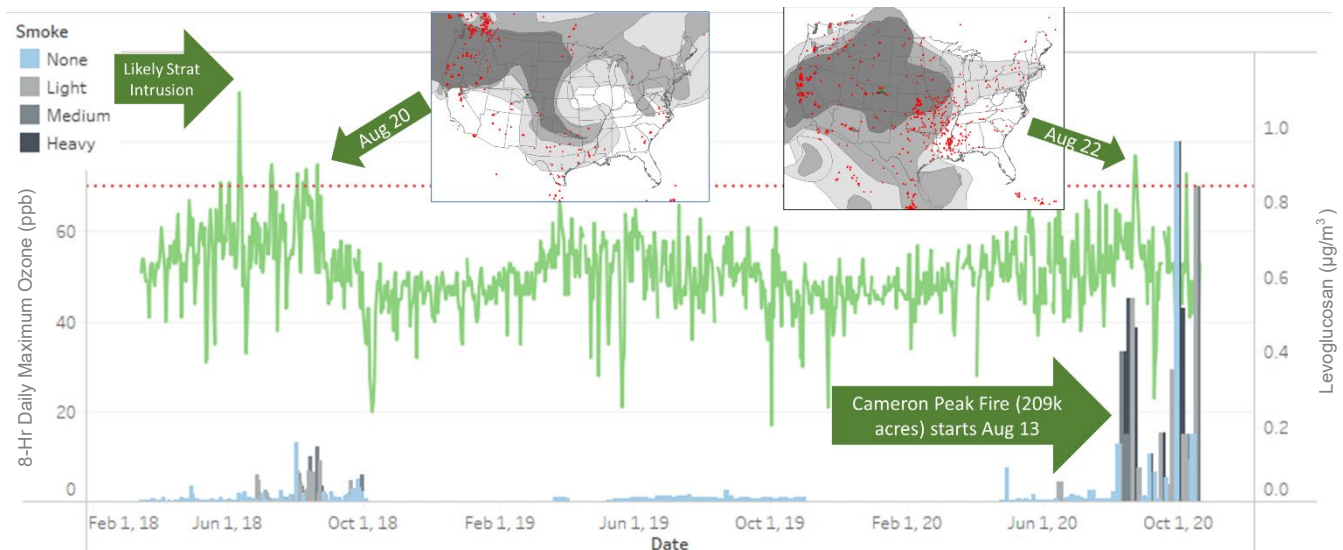 Smoke
None
Light
Medium
Heavy
Likely Strat
Intrusion
Aug 20
Aug 22
8-Hr Daily Maximum Ozone (ppb)
60
40
20
0
1.0
0.8
0.6
0.4
0.2
0.0
Levoglucosan (µg/m³)
Cameron Peak Fire (209k
acres) starts Aug 13
Feb 1, 18
Jun 1, 18
Oct 1, 18
Feb 1, 19
Jun 1, 19
Oct 1, 19
Feb 1, 20
Jun 1, 20
Oct 1, 20
Date